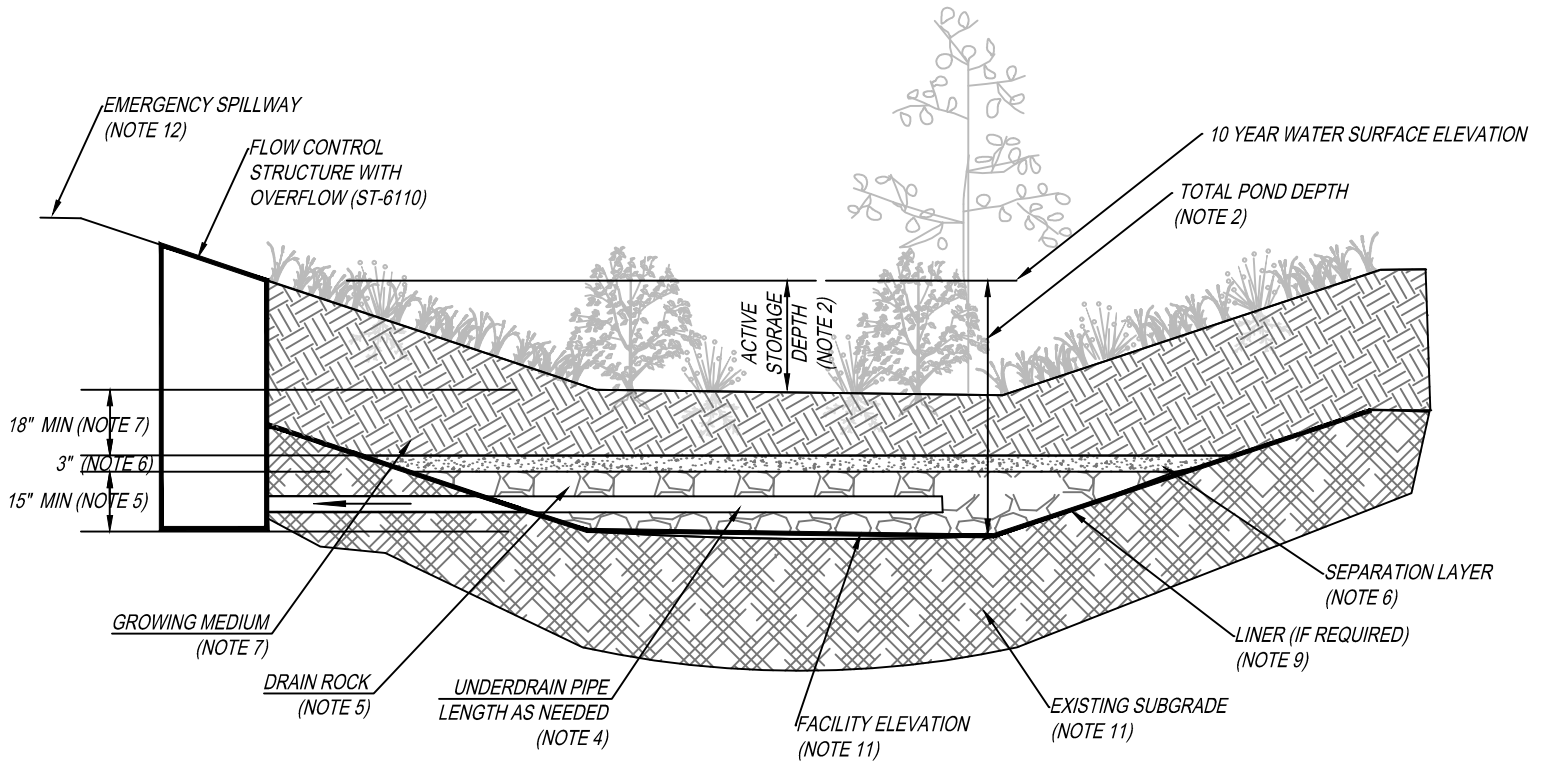 EMERGENCY SPILLWAY
(NOTE 12)
FLOW CONTROL
STRUCTURE WITH
OVERFLOW (ST-6110)
10 YEAR WATER SURFACE ELEVATION
TOTAL POND DEPTH
(NOTE 2)
ACTIVE
STORAGE
DEPTH
(NOTE 2)
18" MIN (NOTE 7)
3" (NOTE 6)
15" MIN (NOTE 5)
GROWING MEDIUM
(NOTE 7)
DRAIN ROCK
(NOTE 5)
UNDERDRAIN PIPE
LENGTH AS NEEDED
(NOTE 4)
FACILITY ELEVATION
(NOTE 11)
EXISTING SUBGRADE
(NOTE 11)
LINER (IF REQUIRED)
(NOTE 9)
SEPARATION LAYER
(NOTE 6)